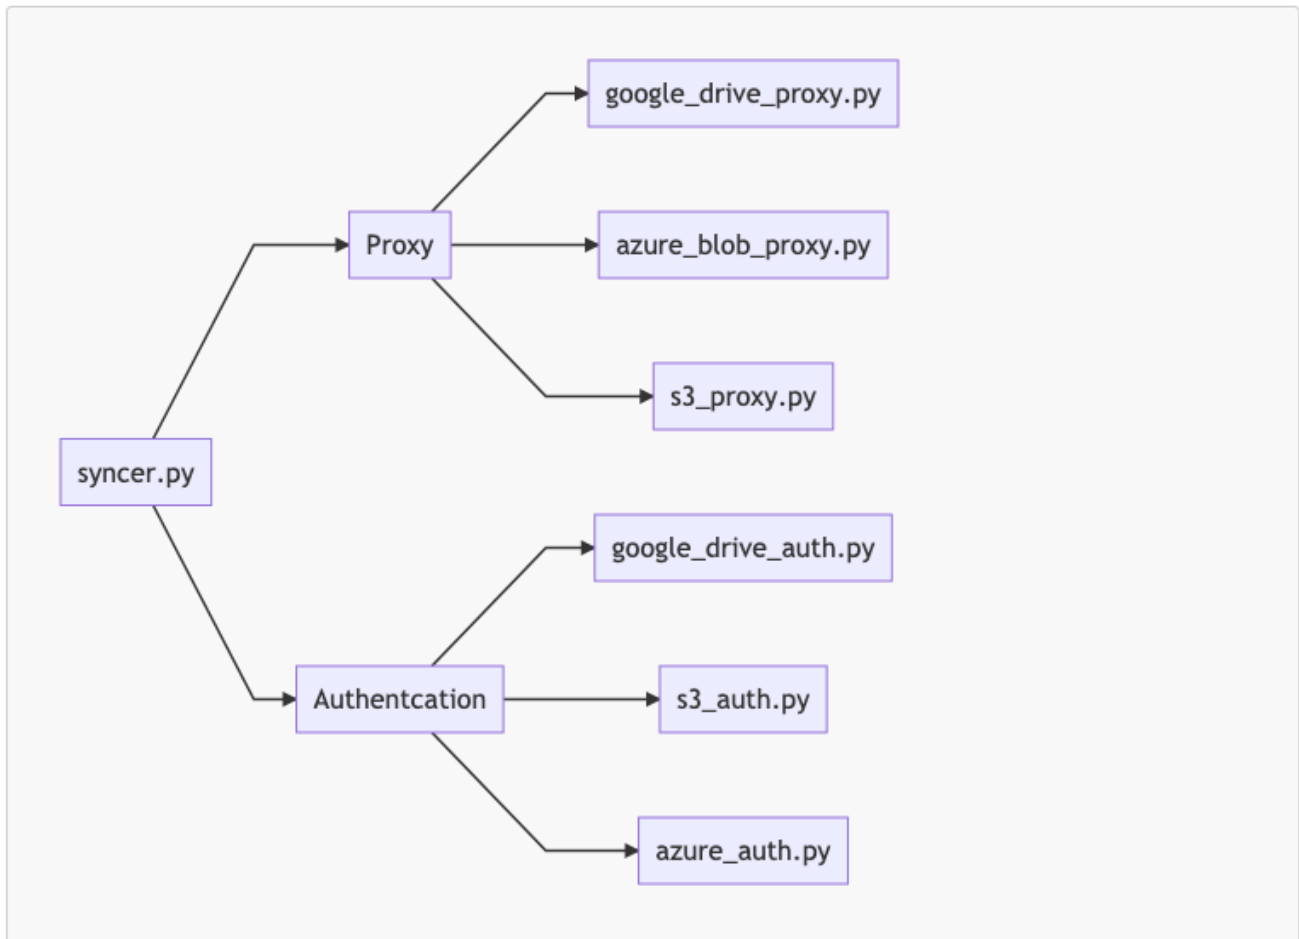 google_drive_proxy.py
Proxy
azure_blob_proxy.py
s3_proxy.py
syncer.py
google_drive_auth.py
Authentcation
s3_auth.py
azure_auth.py